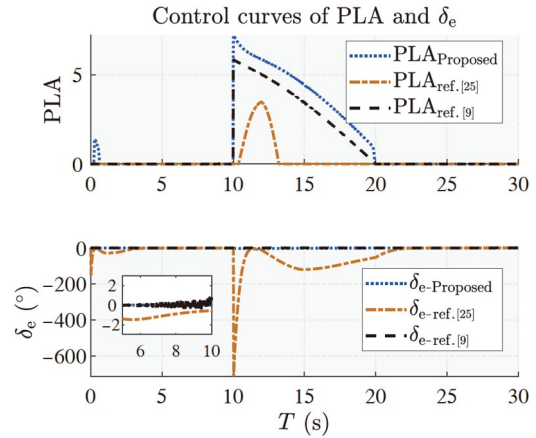 Control curves of PLA and δe
PLA
5
0
PLAProposed
PLAref.[25]
PLAref.[9]
0 5 10 15 20 25 30
δe (°)
0
−200
−400
−600
2
0
−2
6 8 10
δe-Proposed
δe-ref.[25]
δe-ref.[9]
0 5 10 15 20 25 30
T (s)